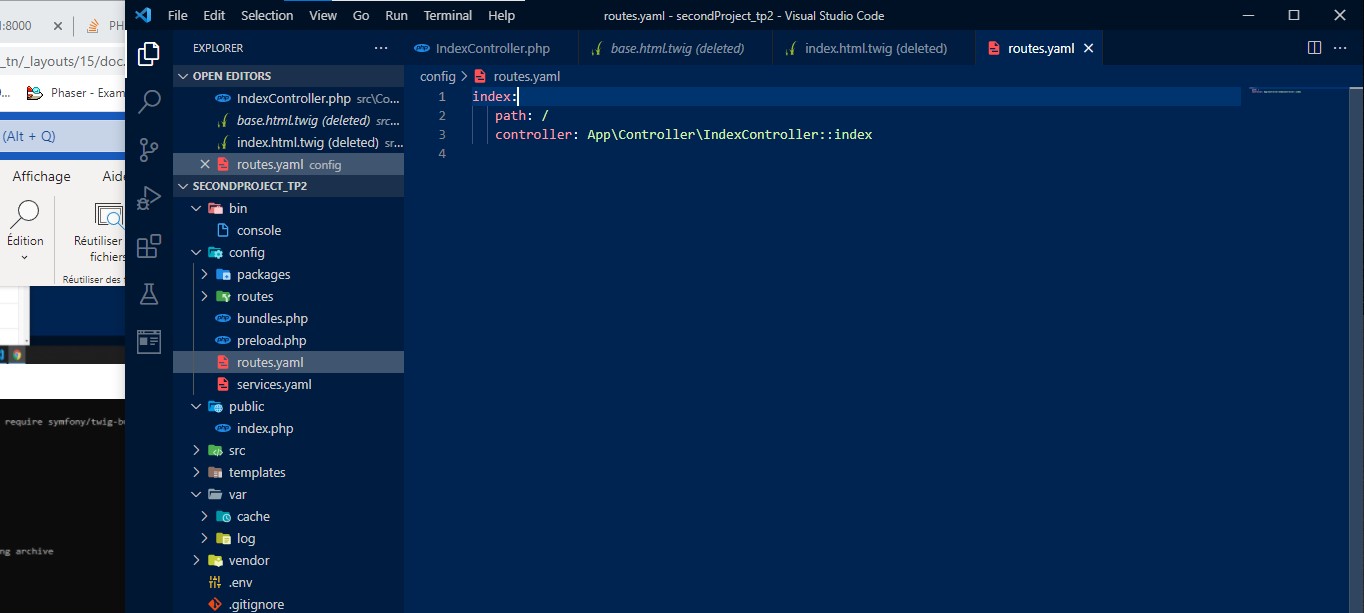 :8000
PH
File Edit Selection View Go Run Terminal Help
routes.yaml - secondProject_tp2 - Visual Studio Code
_tn/_layouts/15/doc.
Phaser - Exam
(Alt + Q)
Affichage
Aide
Édition
Réutiliser
fichiers
Réutiliser des f
require symfony/twig-bu
ng archive
EXPLORER ...
OPEN EDITORS
IndexController.php src\Co...
base.html.twig (deleted) src...
index.html.twig (deleted) sr...
routes.yaml config
SECONDPROJECT_TP2
bin
console
config
packages
routes
bundles.php
preload.php
routes.yaml
services.yaml
public
index.php
src
templates
var
cache
log
vendor
.env
.gitignore
IndexController.php
base.html.twig (deleted)
index.html.twig (deleted)
routes.yaml
config > routes.yaml
1 index:
2 path: /
3 controller: App\Controller\IndexController::index
4